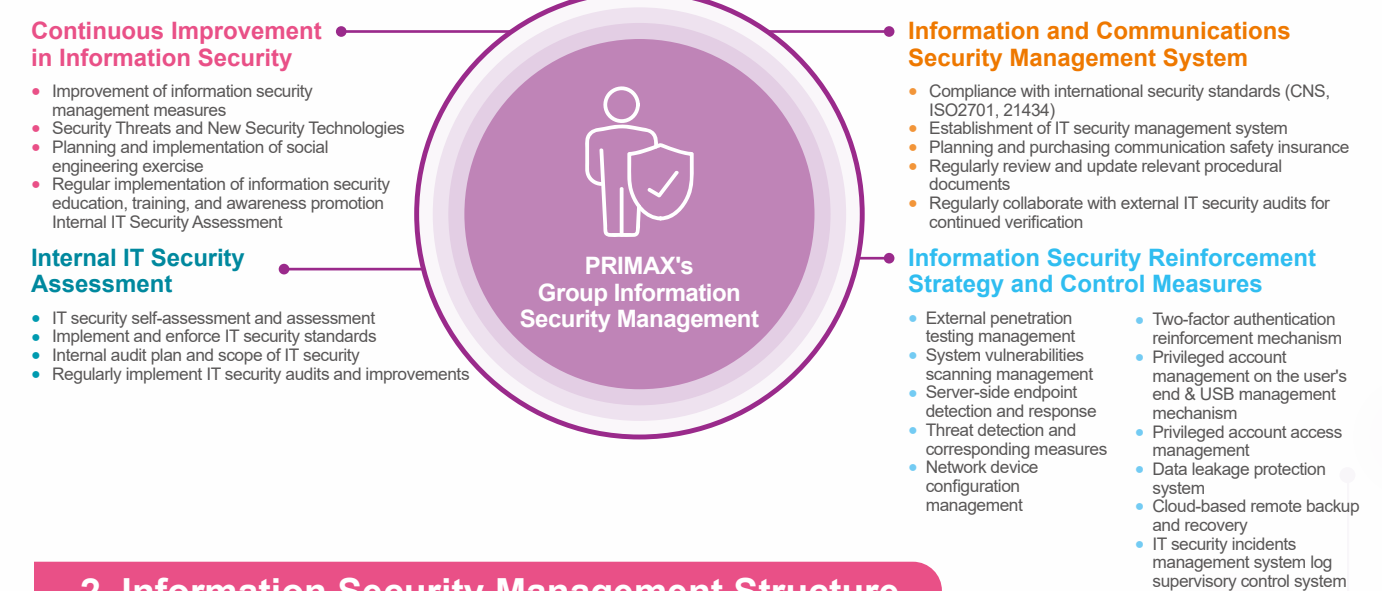 Continuous Improvement
in Information Security
Improvement of information security
management measures
Security Threats and New Security Technologies
Planning and implementation of social
engineering exercise
Regular implementation of information security
education, training, and awareness promotion
Internal IT Security Assessment
Internal IT Security
Assessment
IT security self-assessment and assessment
Implement and enforce IT security standards
Internal audit plan and scope of IT security
Regularly implement IT security audits and improvements
PRIMAX's
Group Information
Security Management
Information and Communications
Security Management System
Compliance with international security standards (CNS,
ISO2701, 21434)
Establishment of IT security management system
Planning and purchasing communication safety insurance
Regularly review and update relevant procedural
documents
Regularly collaborate with external IT security audits for
continued verification
Information Security Reinforcement
Strategy and Control Measures
External penetration
testing management
System vulnerabilities
scanning management
Server-side endpoint
detection and response
Threat detection and
corresponding measures
Network device
configuration
management
Two-factor authentication
reinforcement mechanism
Privileged account
management on the user's
end & USB management
mechanism
Privileged account access
management
Data leakage protection
system
Cloud-based remote backup
and recovery
IT security incidents
management system log
supervisory control system
2. Information Security Management Structure